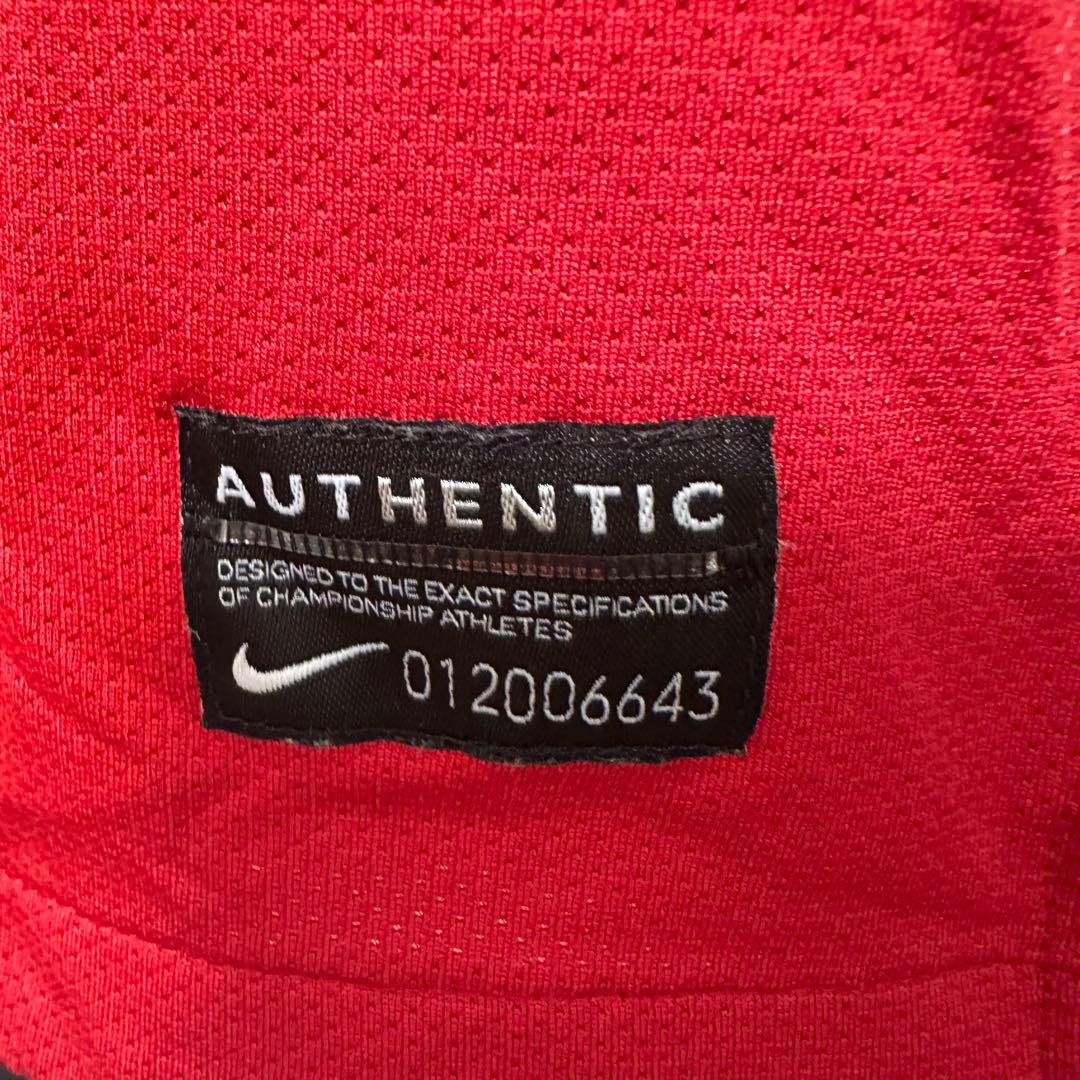 AUTHENTIC
DESIGNED TO THE EXACT SPECIFICATIONS
OF CHAMPIONSHIP ATHLETES
012006643